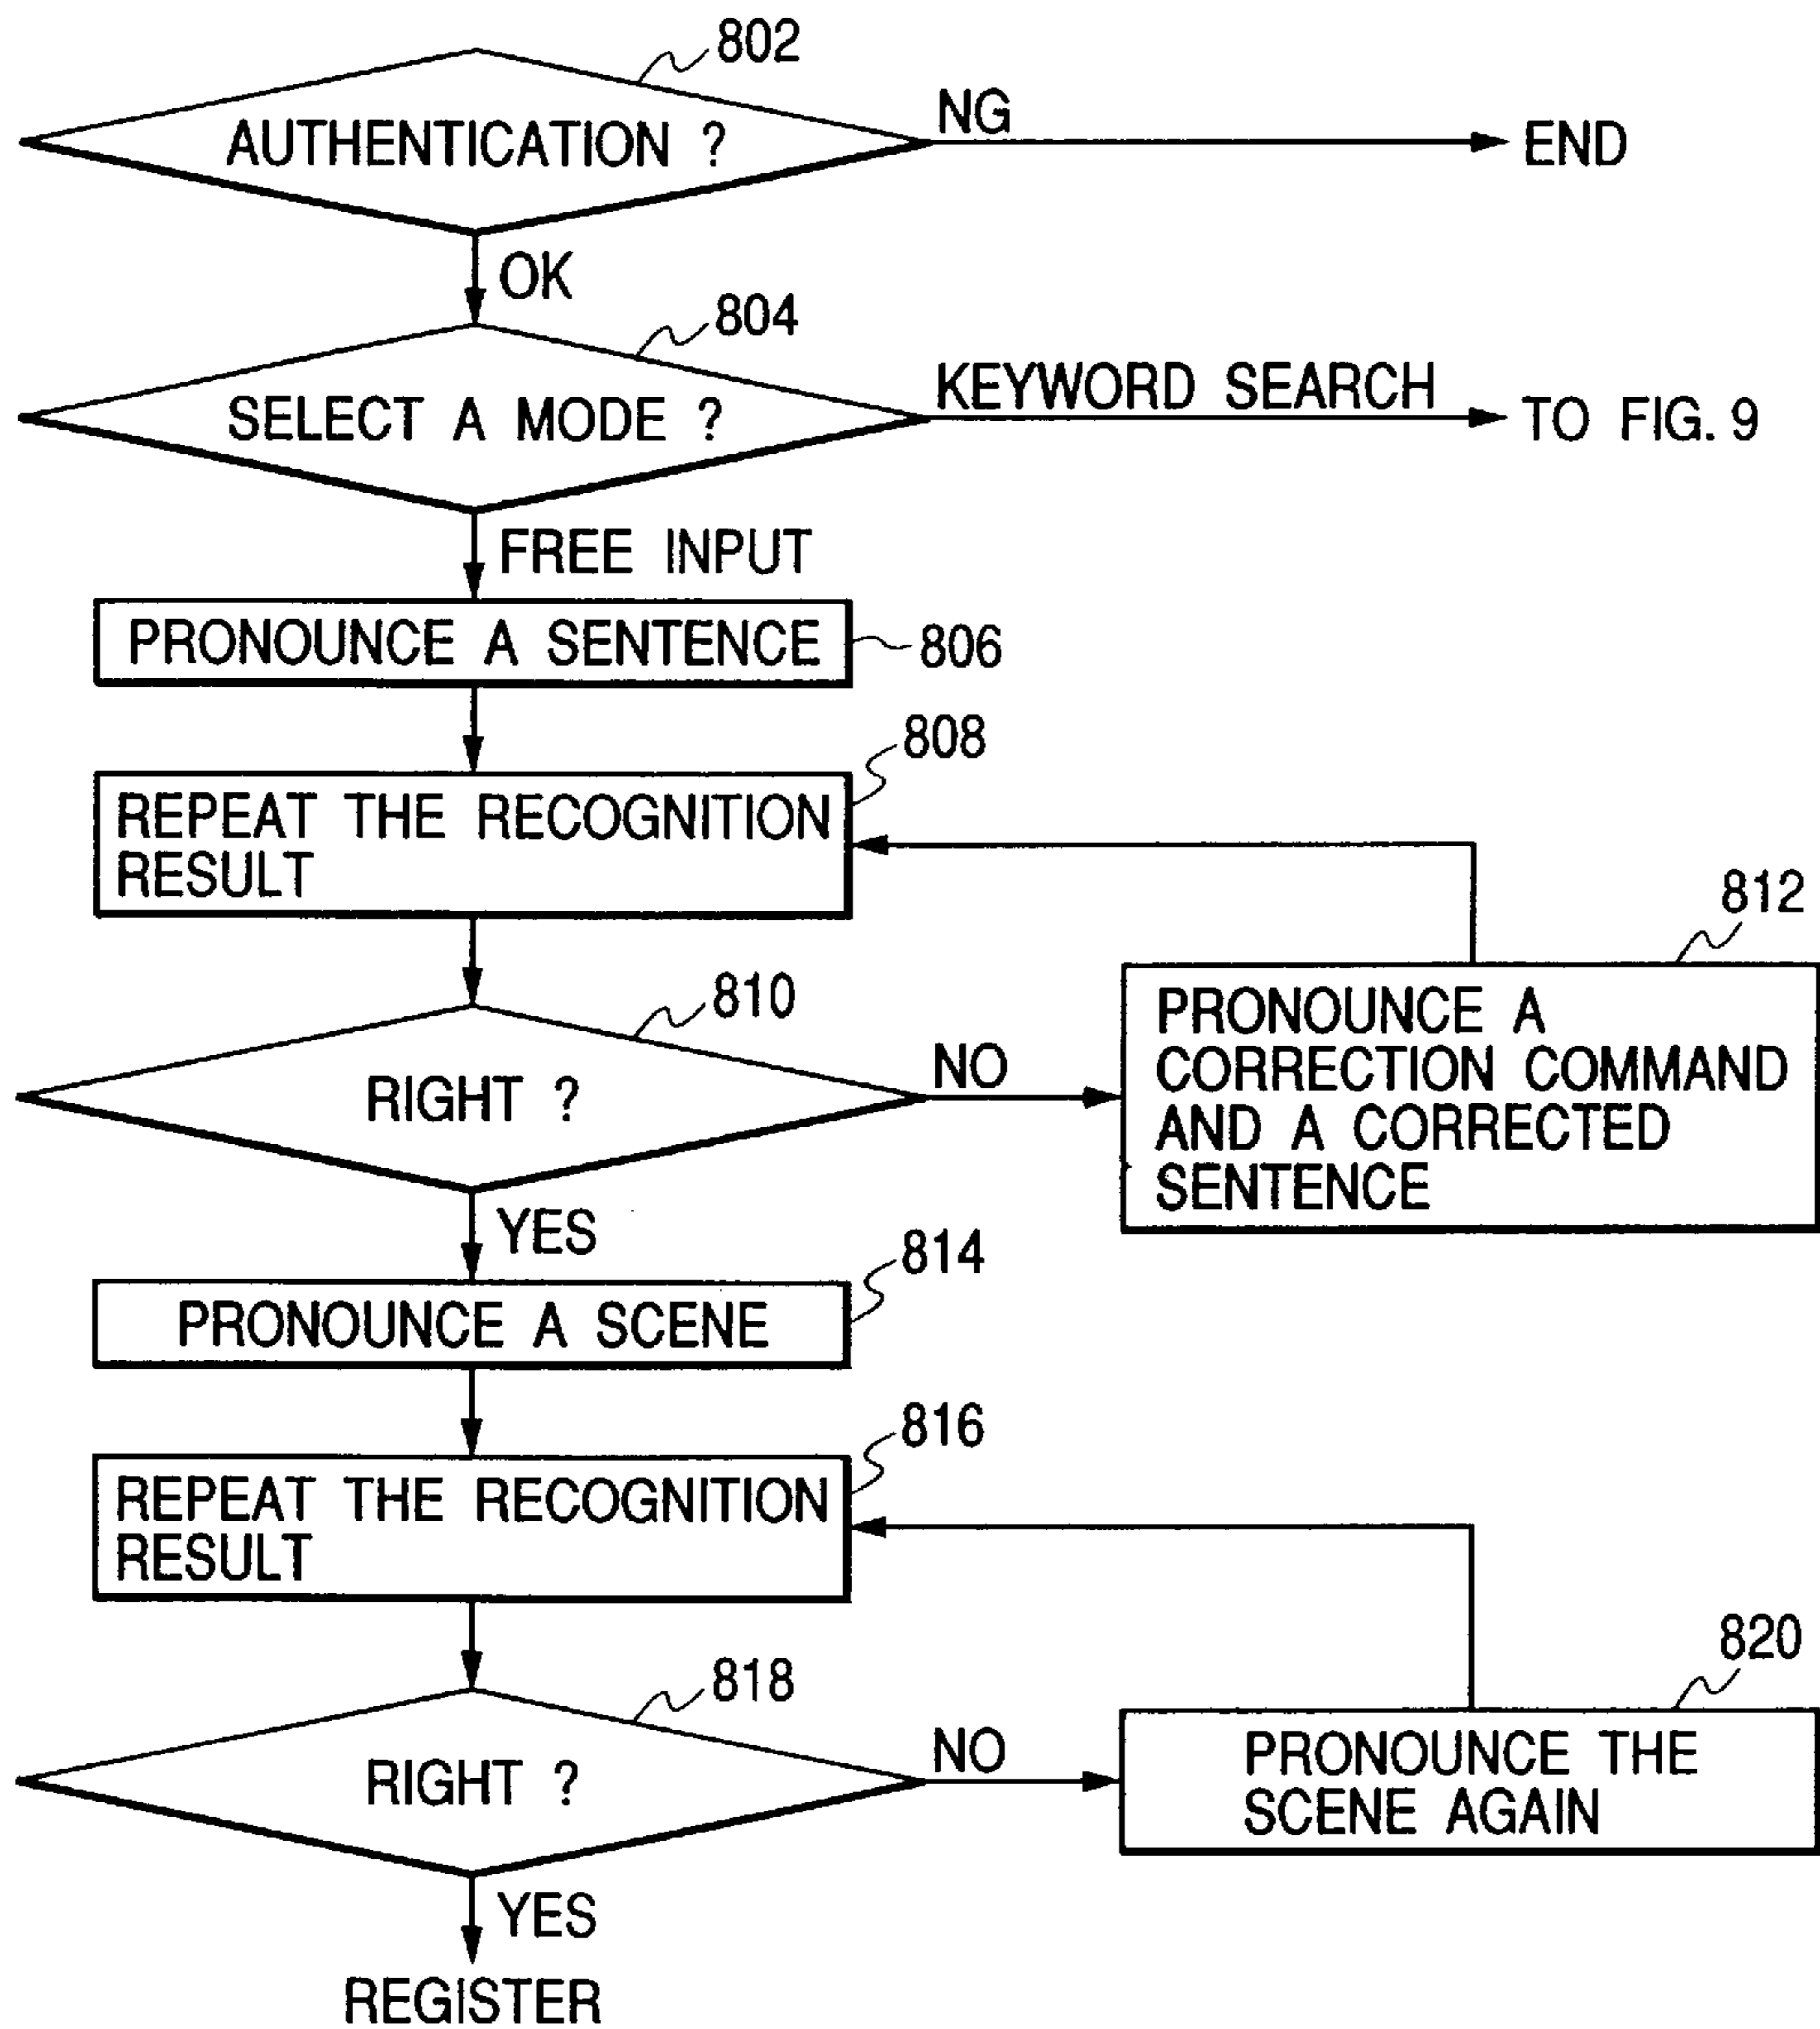 802
AUTHENTICATION ?
NG
END
OK
804
SELECT A MODE ?
KEYWORD SEARCH
TO FIG. 9
FREE INPUT
PRONOUNCE A SENTENCE
806
808
REPEAT THE RECOGNITION
RESULT
810
RIGHT ?
NO
812
PRONOUNCE A
CORRECTION COMMAND
AND A CORRECTED
SENTENCE
YES
814
PRONOUNCE A SCENE
816
REPEAT THE RECOGNITION
RESULT
818
RIGHT ?
NO
820
PRONOUNCE THE
SCENE AGAIN
YES
REGISTER